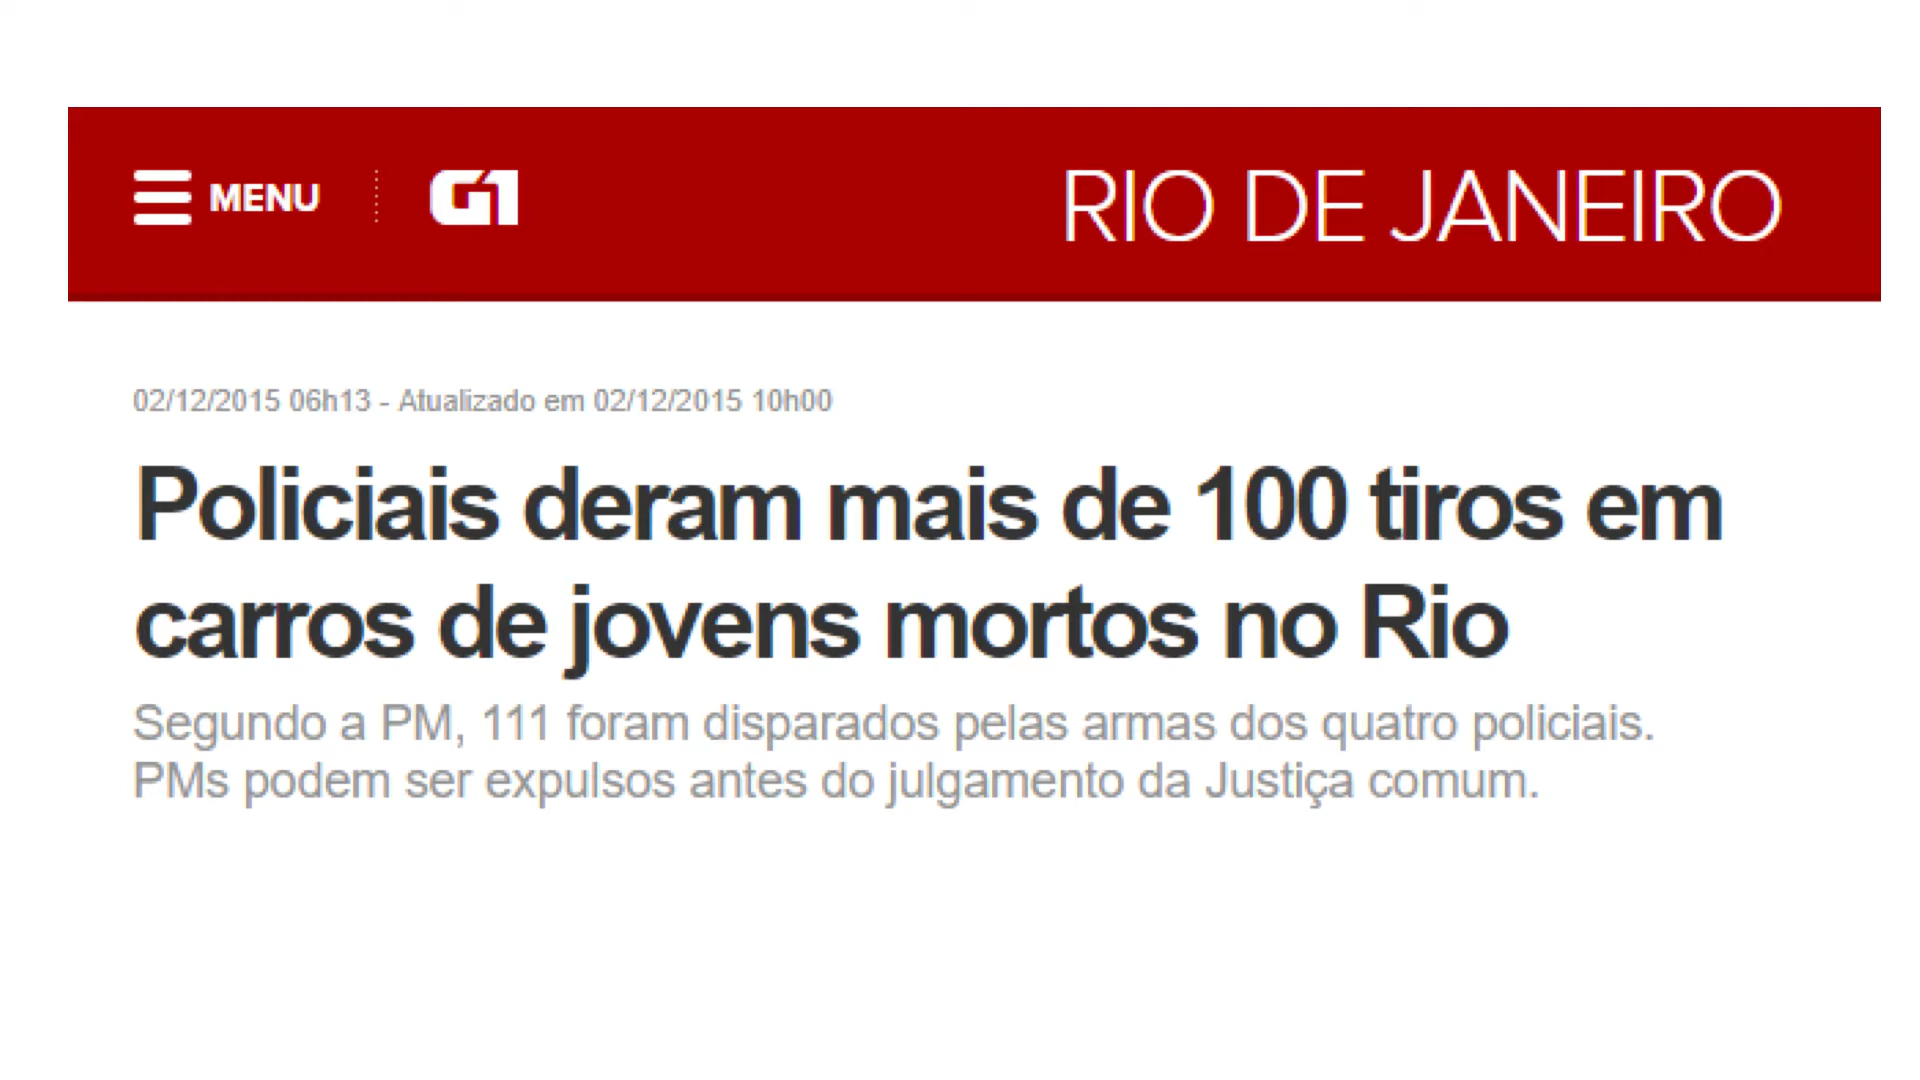 MENU
G1
RIO DE JANEIRO
02/12/2015 06h13 - Atualizado em 02/12/2015 10h00
Policiais deram mais de 100 tiros em
carros de jovens mortos no Rio
Segundo a PM, 111 foram disparados pelas armas dos quatro policiais.
PMs podem ser expulsos antes do julgamento da Justiça comum.